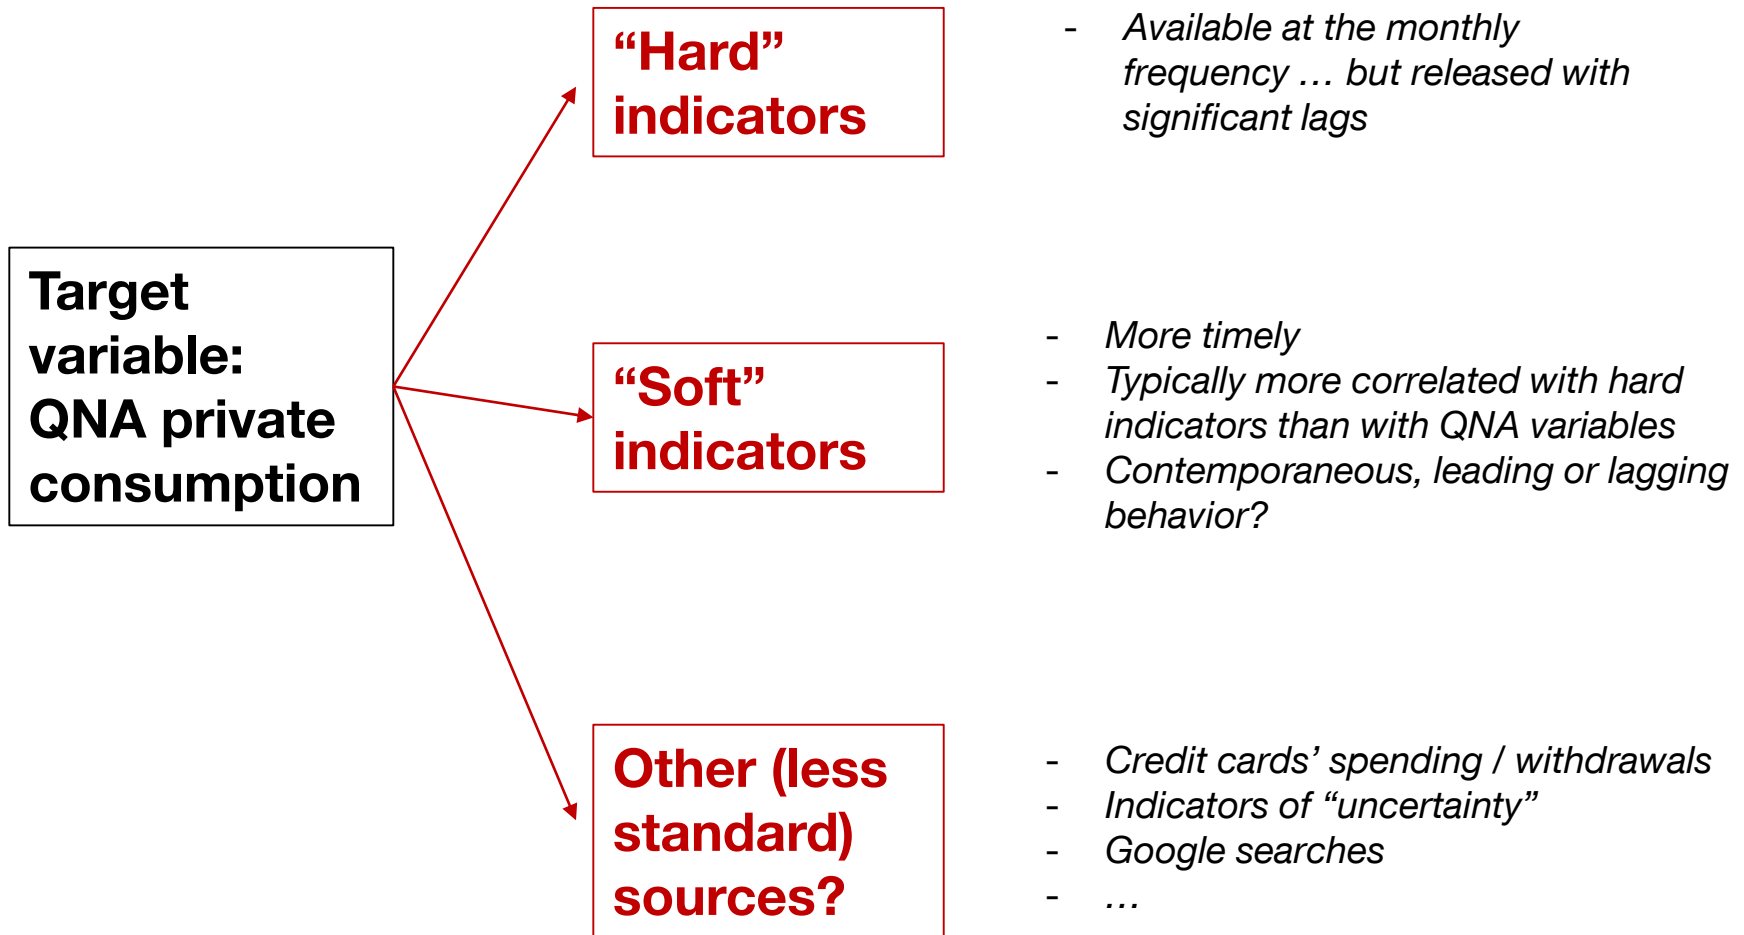 Target
variable:
QNA private
consumption
“Hard”
indicators
- Available at the monthly
frequency … but released with
significant lags
“Soft”
indicators
- More timely
- Typically more correlated with hard
indicators than with QNA variables
- Contemporaneous, leading or lagging
behavior?
Other (less
standard)
sources?
- Credit cards’ spending / withdrawals
- Indicators of “uncertainty”
- Google searches
- …